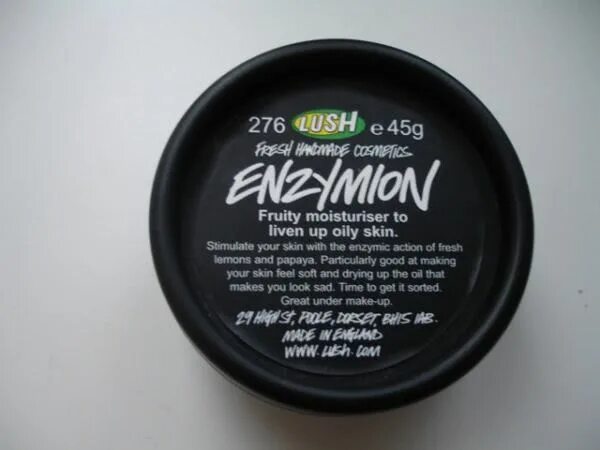 276 LUSH e 45g
FRESH HANDMADE COSMETICS
ENZYMION
Fruity moisturiser to
liven up oily skin.
Stimulate your skin with the enzymic action of fresh
lemons and papaya. Particularly good at making
your skin feel soft and drying up the oil that
makes you look sad. Time to get it sorted.
Great under make-up.
29 HIGH ST, POOLE, DORSET, BH15 1AB.
MADE IN ENGLAND
WWW.LUSH.COM